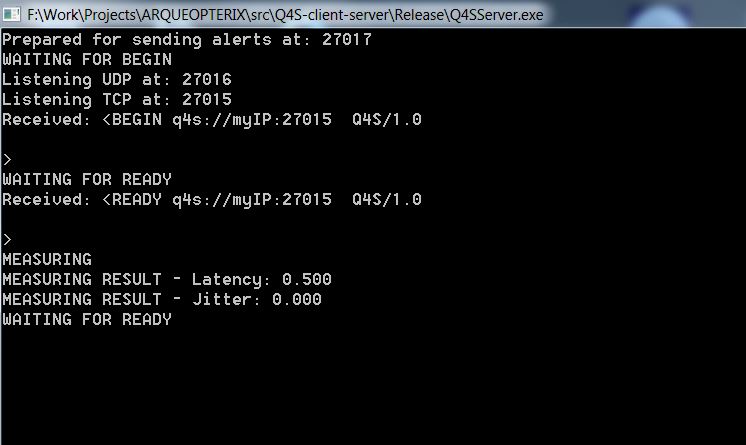 F:\Work\Projects\ARQUEOPTERIX\src\Q4S-client-server\Release\Q4SServer.exe
Prepared for sending alerts at: 27017
WAITING FOR BEGIN
Listening UDP at: 27016
Listening TCP at: 27015
Received: <BEGIN q4s://myIP:27015  Q4S/1.0
>
WAITING FOR READY
Received: <READY q4s://myIP:27015  Q4S/1.0
>
MEASURING
MEASURING RESULT - Latency: 0.500
MEASURING RESULT - Jitter: 0.000
WAITING FOR READY